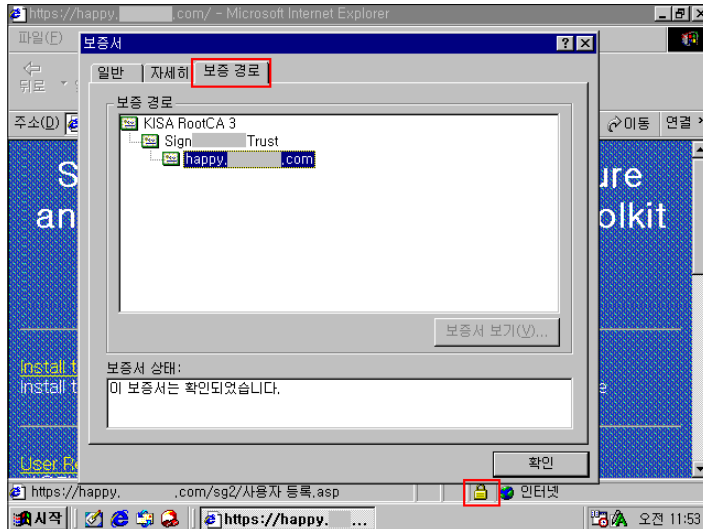 https://happy. .com/ - Microsoft Internet Explorer
파일(F)
보증서
뒤로
일반 자세히 보증 경로
보증 경로
주소(D)
이동 연결 »
KISA RootCA 3
Sign Trust
happy. .com
S ure
an olkit
보증서 보기(V)...
Install t
보증서 상태:
Install t
이 보증서는 확인되었습니다.
e
User Re
확인
https://happy. .com/sg2/사용자 등록.asp
인터넷
시작
https://happy. ...
오전 11:53